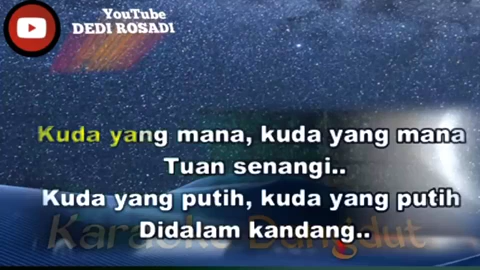 YouTube
DEDI ROSADI
Kuda yang mana, kuda yang mana
Tuan senangi..
Kuda yang putih, kuda yang putih
Didalam kandang..
Karaoke Dangdut